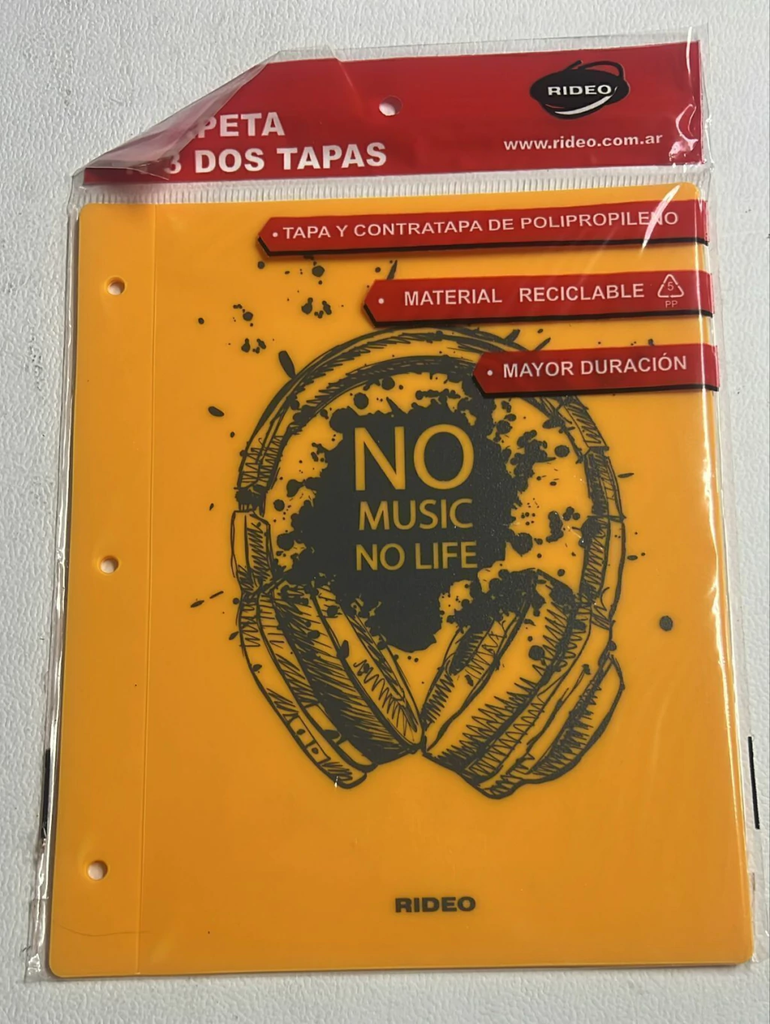 RIDEO
www.rideo.com.ar
DOS TAPAS
• TAPA Y CONTRATAPA DE POLIPROPILENO
• MATERIAL RECICLABLE
5
PP
• MAYOR DURACIÓN
NO
MUSIC
NO LIFE
RIDEO